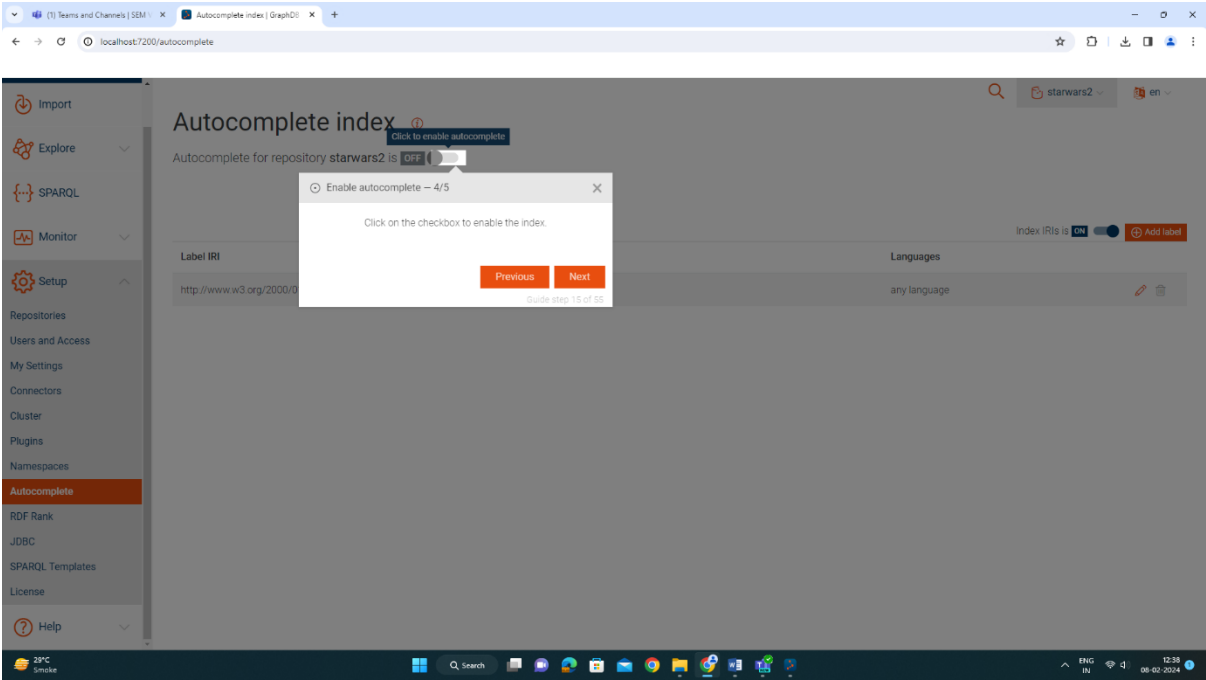 (1) Teams and Channels | SEM V
Autocomplete index | GraphDB
localhost:7200/autocomplete
Import
Explore
SPARQL
Monitor
Setup
Repositories
Users and Access
My Settings
Connectors
Cluster
Plugins
Namespaces
Autocomplete
RDF Rank
JDBC
SPARQL Templates
License
Help
starwars2
en
Autocomplete index
Click to enable autocomplete
Autocomplete for repository starwars2 is OFF
Enable autocomplete — 4/5
Click on the checkbox to enable the index.
Previous Next
Guide step 15 of 55
Index IRIs is ON Add label
Label IRI Languages
http://www.w3.org/2000/0 any language
29°C
Smoke
Search
ENG
IN
12:38
08-02-2024